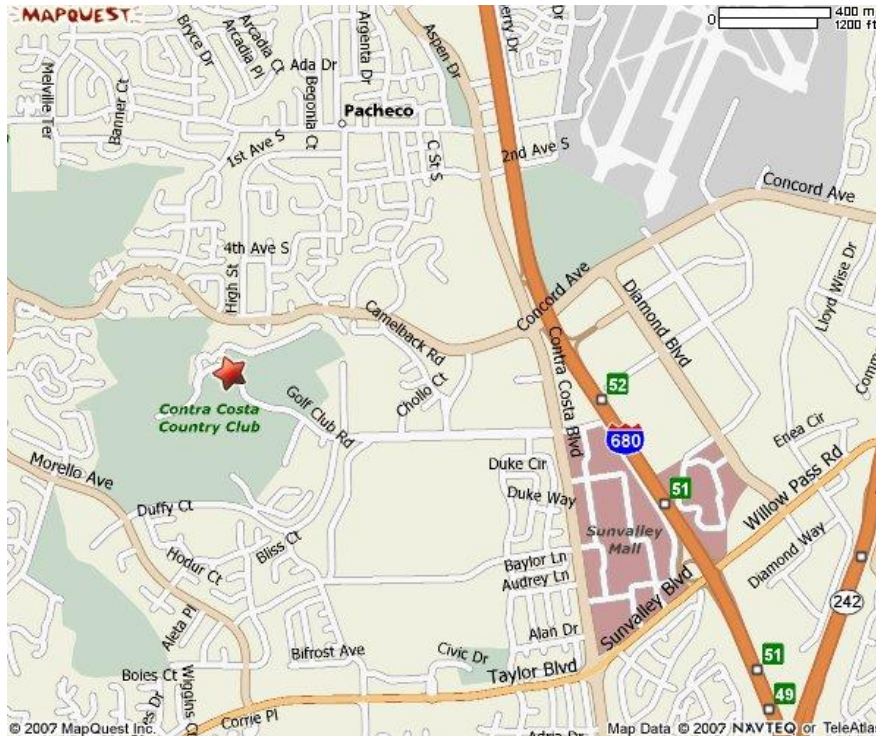 MAPQUEST.
0
400 m
1200 ft
Melville Ter
Banner Ct
Bryce Dr
Arcadia Pl
Arcadia Ct
Ada Dr
Begonia Ct
Argenta Dr
Aspen Dr
Pacheco
1st Ave S
C St S
2nd Ave S
Concord Ave
4th Ave S
High St
Camelback Rd
Concord Ave
Diamond Blvd
Lloyd Wise Dr
Contra Costa Blvd
52
Chollo Ct
Golf Club Rd
Contra Costa
Country Club
680
Enea Cir
Morello Ave
Duke Cir
Duke Way
51
Willow Pass Rd
Duffy Ct
Sunvalley
Mall
Hodur Ct
Bliss Ct
Baylor Ln
Audrey Ln
Diamond Way
Sunvalley Blvd
242
Aleta Pl
Alan Dr
Bifrost Ave
Civic Dr
Taylor Blvd
51
Boies Ct
Wiggins Ct
49
Corrie Pl
© 2007 MapQuest Inc.
Map Data © 2007 NAVTEQ or TeleAtlas